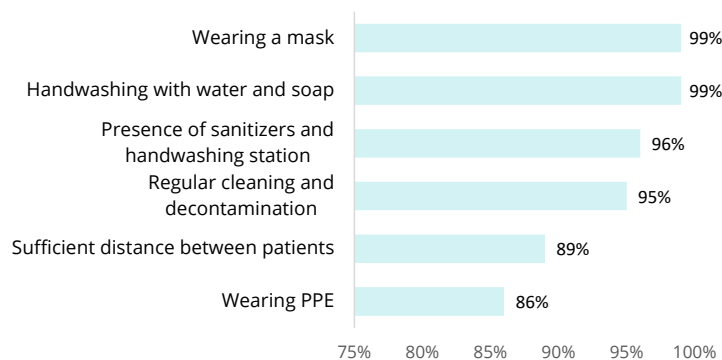 Wearing a mask
99%
Handwashing with water and soap
99%
Presence of sanitizers and
handwashing station
96%
Regular cleaning and
decontamination
95%
Sufficient distance between patients
89%
Wearing PPE
86%
75% 80% 85% 90% 95% 100%